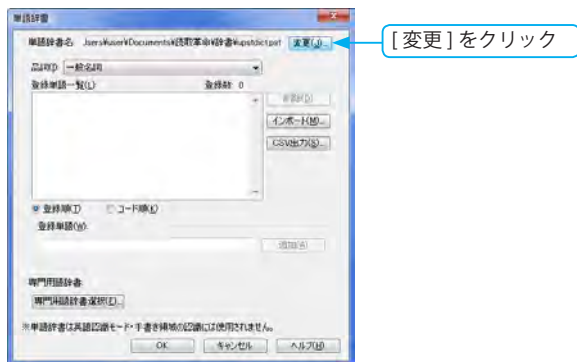 単語辞書
単語辞書名 Jsers¥user¥Documents¥読取革命¥辞書¥upstdict.pxt 変更(J)...
[ 変更 ] をクリック
品詞(I) 一般名詞
登録単語一覧(L) 登録数 0
インポート(M)...
CSV出力(S)...
登録順(T) コード順(K)
登録単語(W)
追加(A)
専門用語辞書
専門用語辞書選択(E)...
※単語辞書は英語認識モード・手書き領域の認識には使用されません。
OK キャンセル ヘルプ(H)